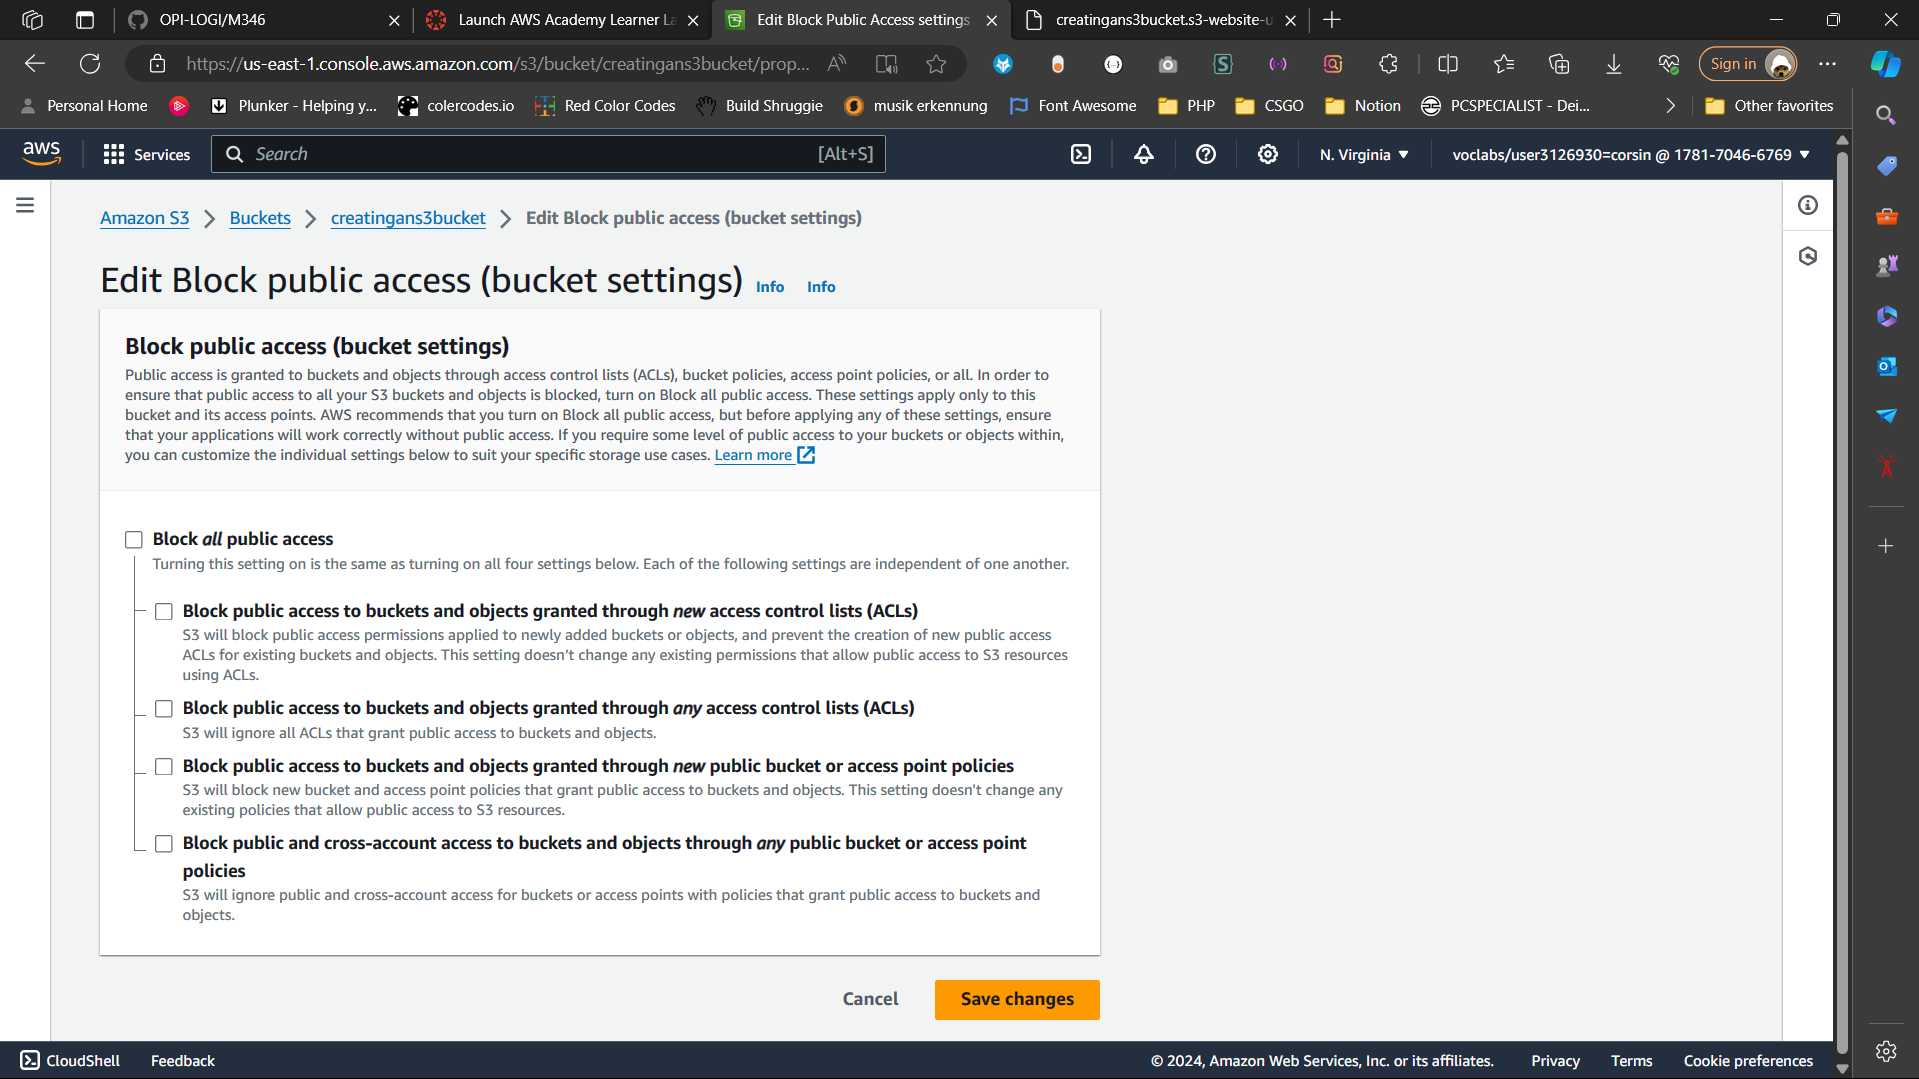 OPI-LOGI/M346
Launch AWS Academy Learner La
Edit Block Public Access settings
creatingans3bucket.s3-website-u
https://us-east-1.console.aws.amazon.com/s3/bucket/creatingans3bucket/prop...
Sign in
Personal Home
Plunker - Helping y...
colercodes.io
Red Color Codes
Build Shruggie
musik erkennung
Font Awesome
PHP
CSGO
Notion
PCSPECIALIST - Dei...
Other favorites
aws
Services
Search
[Alt+S]
N. Virginia
voclabs/user3126930=corsin @ 1781-7046-6769
Amazon S3
Buckets
creatingans3bucket
Edit Block public access (bucket settings)
Edit Block public access (bucket settings) Info Info
Block public access (bucket settings)
Public access is granted to buckets and objects through access control lists (ACLs), bucket policies, access point policies, or all. In order to
ensure that public access to all your S3 buckets and objects is blocked, turn on Block all public access. These settings apply only to this
bucket and its access points. AWS recommends that you turn on Block all public access, but before applying any of these settings, ensure
that your applications will work correctly without public access. If you require some level of public access to your buckets or objects within,
you can customize the individual settings below to suit your specific storage use cases. Learn more
Block all public access
Turning this setting on is the same as turning on all four settings below. Each of the following settings are independent of one another.
Block public access to buckets and objects granted through new access control lists (ACLs)
S3 will block public access permissions applied to newly added buckets or objects, and prevent the creation of new public access
ACLs for existing buckets and objects. This setting doesn't change any existing permissions that allow public access to S3 resources
using ACLs.
Block public access to buckets and objects granted through any access control lists (ACLs)
S3 will ignore all ACLs that grant public access to buckets and objects.
Block public access to buckets and objects granted through new public bucket or access point policies
S3 will block new bucket and access point policies that grant public access to buckets and objects. This setting doesn't change any
existing policies that allow public access to S3 resources.
Block public and cross-account access to buckets and objects through any public bucket or access point
policies
S3 will ignore public and cross-account access for buckets or access points with policies that grant public access to buckets and
objects.
Cancel
Save changes
CloudShell
Feedback
© 2024, Amazon Web Services, Inc. or its affiliates.
Privacy
Terms
Cookie preferences